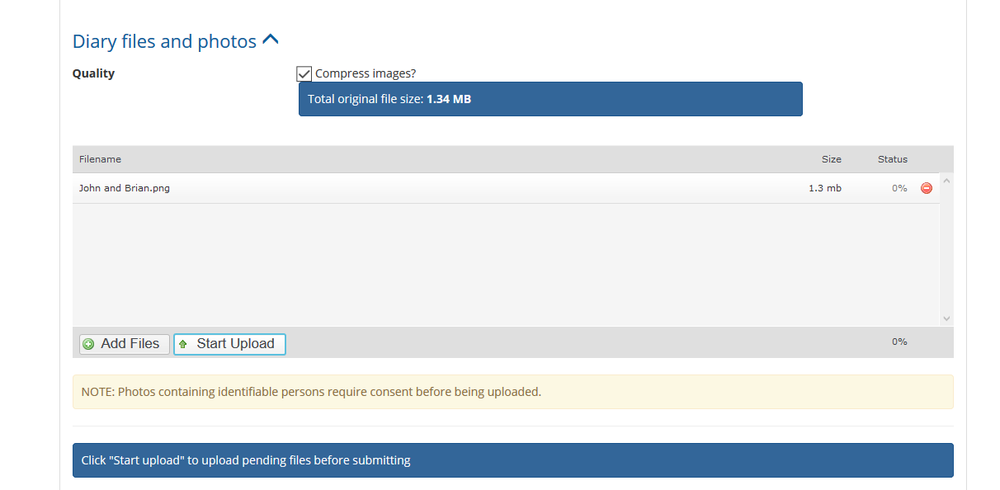 Diary files and photos
Quality
Compress images?
Total original file size: 1.34 MB
Filename Size Status
John and Brian.png 1.3 mb 0%
Add Files Start Upload 0%
NOTE: Photos containing identifiable persons require consent before being uploaded.
Click "Start upload" to upload pending files before submitting